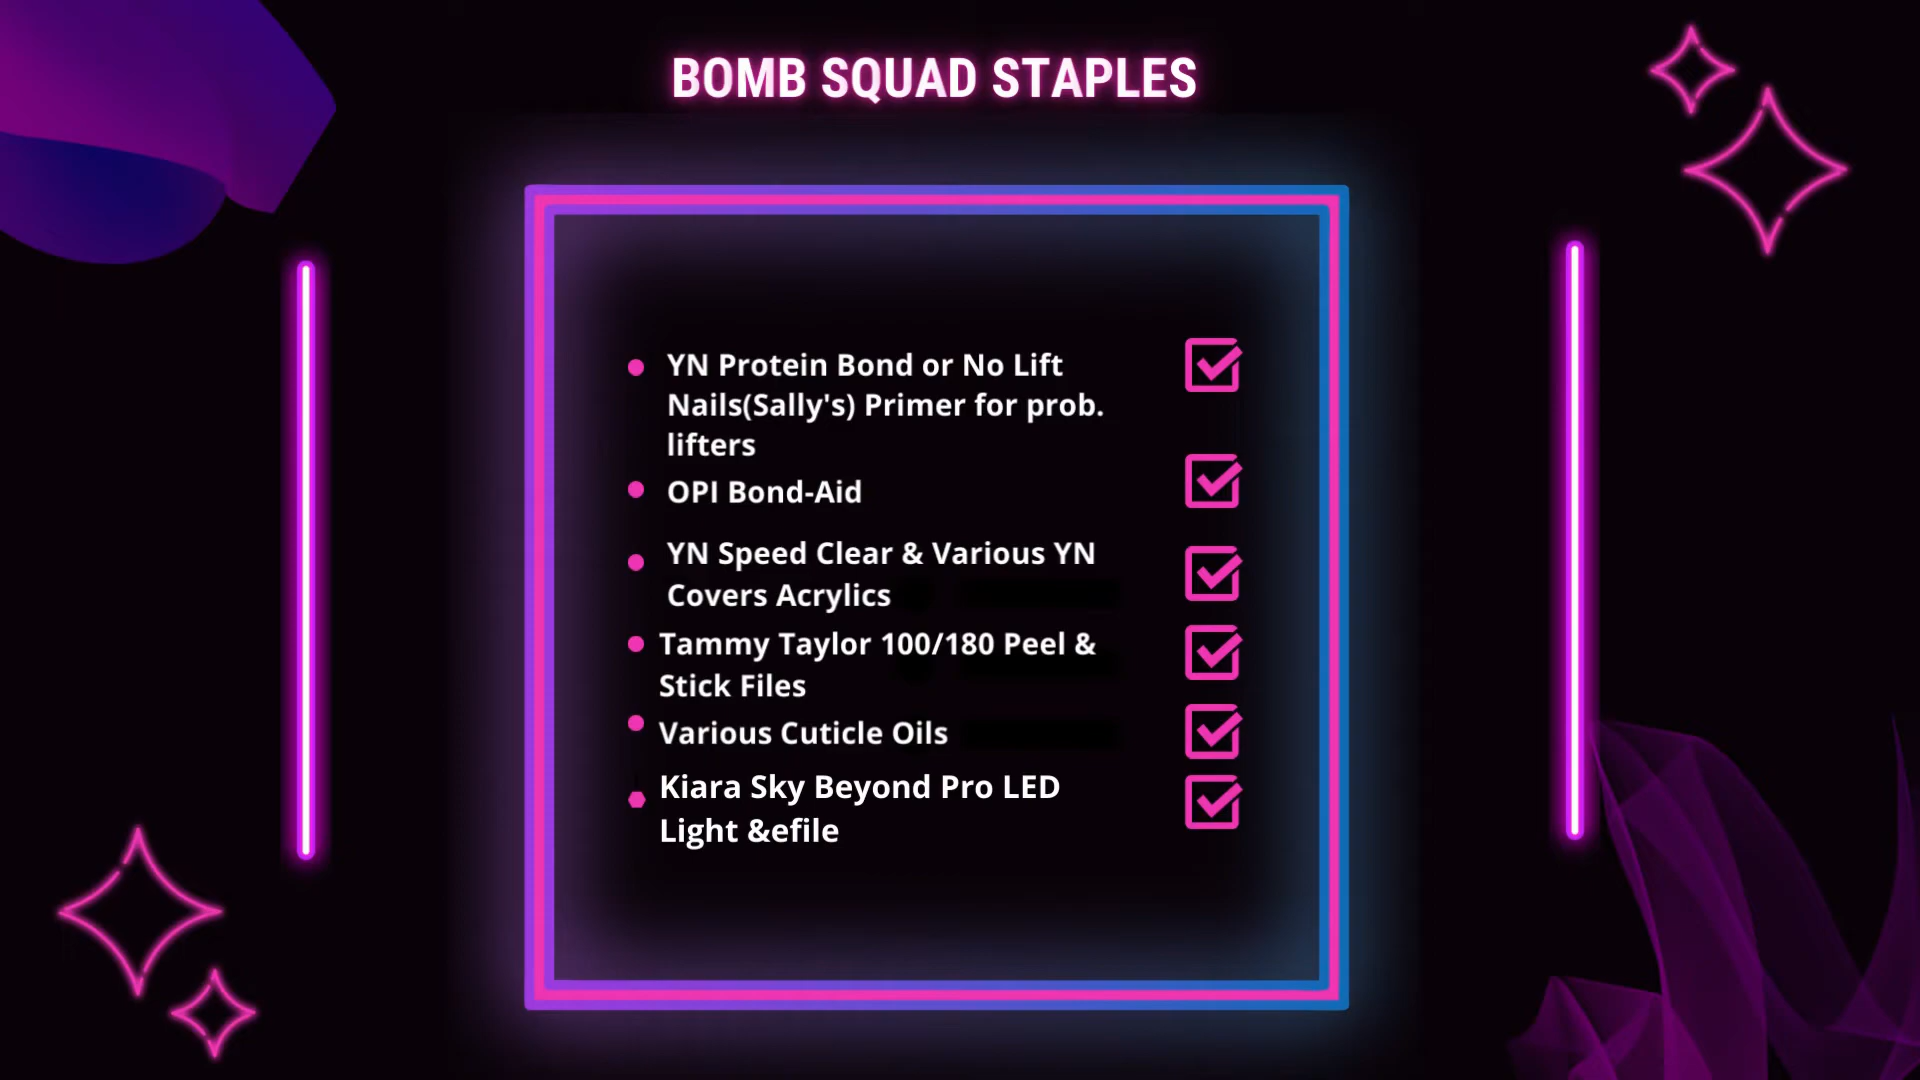 BOMB SQUAD STAPLES
YN Protein Bond or No Lift
Nails(Sally's) Primer for prob.
lifters
OPI Bond-Aid
YN Speed Clear & Various YN
Covers Acrylics
Tammy Taylor 100/180 Peel &
Stick Files
Various Cuticle Oils
Kiara Sky Beyond Pro LED
Light &efile